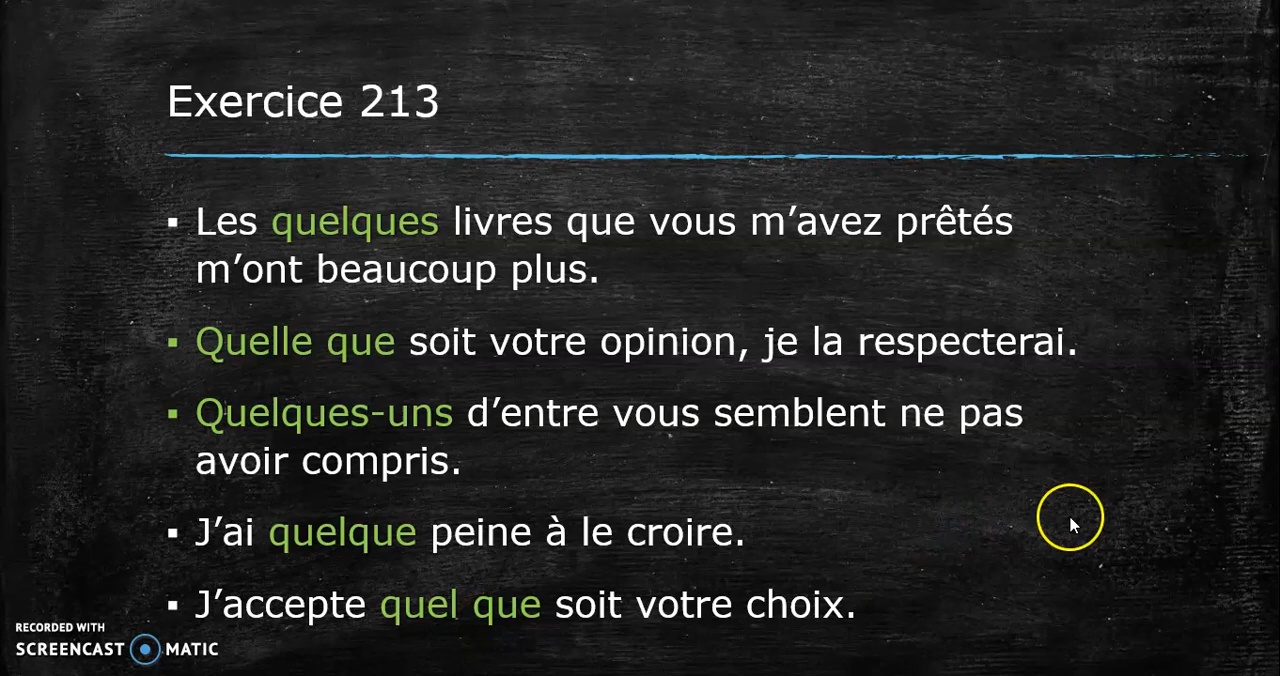 Exercice 213
▪ Les quelques livres que vous m’avez prêtés
m’ont beaucoup plus.
▪ Quelle que soit votre opinion, je la respecterai.
▪ Quelques-uns d’entre vous semblent ne pas
avoir compris.
▪ J’ai quelque peine à le croire.
▪ J’accepte quel que soit votre choix.
RECORDED WITH
SCREENCAST MATIC